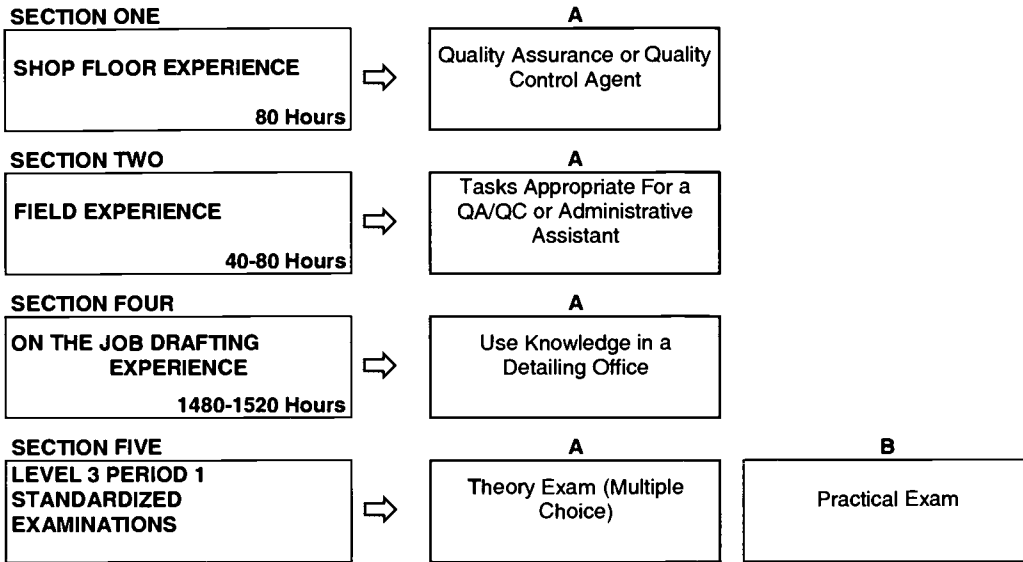 SECTION ONE
SHOP FLOOR EXPERIENCE
80 Hours
A
Quality Assurance or Quality
Control Agent
SECTION TWO
FIELD EXPERIENCE
40-80 Hours
A
Tasks Appropriate For a
QA/QC or Administrative
Assistant
SECTION FOUR
ON THE JOB DRAFTING
EXPERIENCE
1480-1520 Hours
A
Use Knowledge in a
Detailing Office
SECTION FIVE
LEVEL 3 PERIOD 1
STANDARDIZED
EXAMINATIONS
A
Theory Exam (Multiple
Choice)
B
Practical Exam